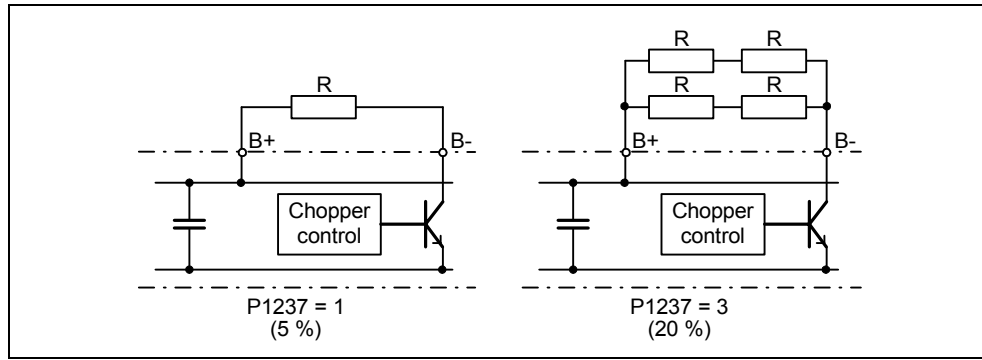 R
B+ B-
Chopper
control
P1237 = 1
(5 %)
R R
R R
B+ B-
Chopper
control
P1237 = 3
(20 %)